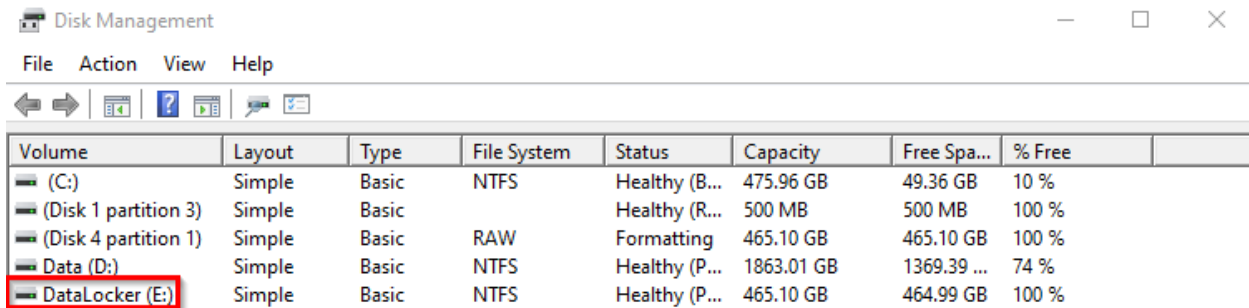 Disk Management
File Action View Help
Volume Layout Type File System Status Capacity Free Spa... % Free
(C:) Simple Basic NTFS Healthy (B... 475.96 GB 49.36 GB 10 %
(Disk 1 partition 3) Simple Basic Healthy (R... 500 MB 500 MB 100 %
(Disk 4 partition 1) Simple Basic RAW Formatting 465.10 GB 465.10 GB 100 %
Data (D:) Simple Basic NTFS Healthy (P... 1863.01 GB 1369.39 ... 74 %
DataLocker (E:) Simple Basic NTFS Healthy (P... 465.10 GB 464.99 GB 100 %